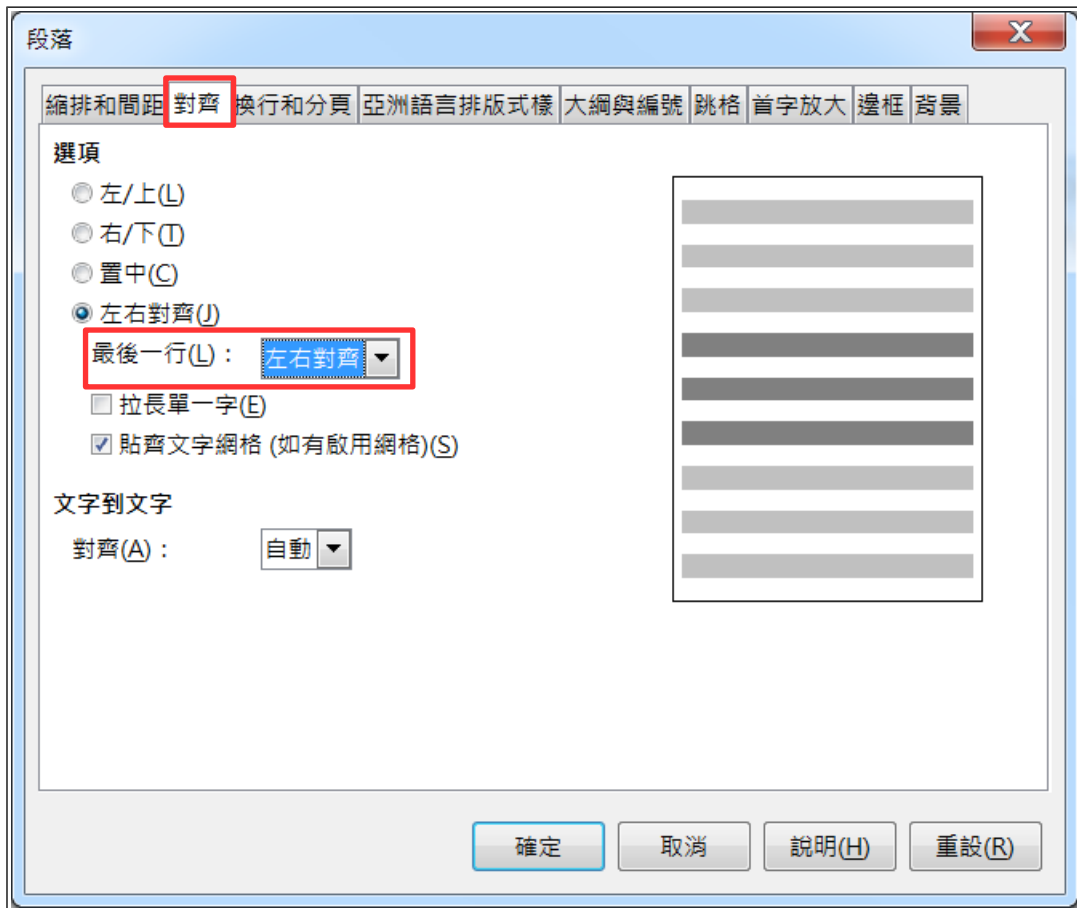 段落
縮排和間距 對齊 換行和分頁 亞洲語言排版式樣 大綱與編號 跳格 首字放大 邊框 背景
選項
左/上(L)
右/下(T)
置中(C)
左右對齊(J)
最後一行(L)： 左右對齊
拉長單一字(E)
貼齊文字網格 (如有啟用網格)(S)
文字到文字
對齊(A)： 自動
確定 取消 說明(H) 重設(R)